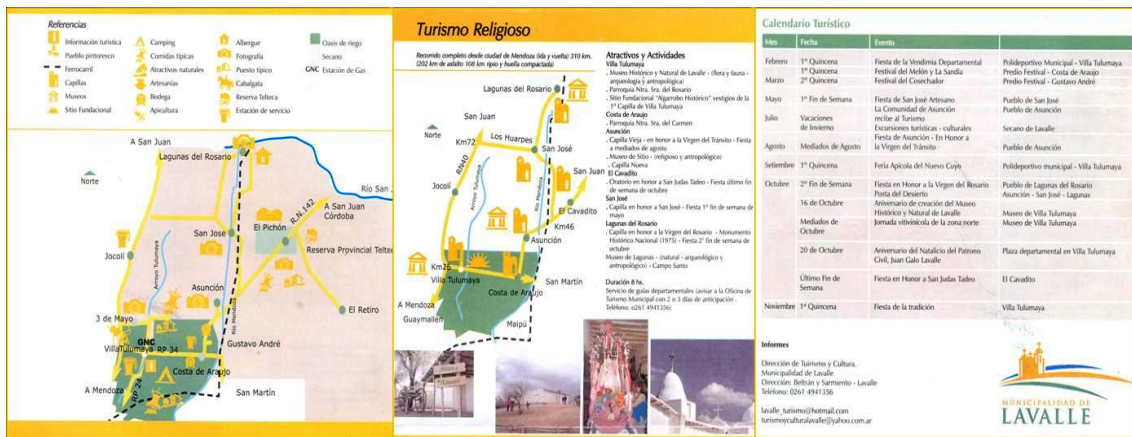 Referencias
Información turística
Pueblo pintoresco
Ferrocarril
Capillas
Museos
Sitio Fundacional
Camping
Comidas típicas
Atractivos naturales
Artesanías
Bodega
Apicultura
Albergue
Fotografía
Puesto típico
Cabalgata
Reserva Telteca
Estación de servicio
Oasis de riego
Secano
GNC Estación de Gas
A San Juan
Lagunas del Rosario
Norte
Río San J
A San Juan
Córdoba
R.N.142
El Pichón
San Jose
Reserva Provincial Teltec
Jocolí
Arroyo Tulumaya
Asunción
Río Mendoza
El Retiro
3 de Mayo
GNC
Gustavo André
VillaTulumaya RP 34
Costa de Araujo
A Mendoza
RP 24
San Martín
Turismo Religioso
Recorrido completo desde ciudad de Mendoza (ida y vuelta) 310 km.
(202 km de asfalto 108 km ripio y huella compactada)
Lagunas del Rosario
San Juan
Norte
Los Huarpes
Km72
San José
RN40
San Juan
Jocolí
Arroyo Tulumaya
Río Mendoza
El Cavadito
Km46
Asunción
Km26
Villa Tulumaya
San Martín
Costa de Araujo
A Mendoza
Guaymallén
Maipú
Atractivos y Actividades
Villa Tulumaya
. Museo Histórico y Natural de Lavalle - (flora y fauna -
arqueología y antropológica)
. Parroquia Ntra. Sra. del Rosario
. Sitio Fundacional "Algarrobo Histórico" vestigios de la
1ª Capilla de Villa Tulumaya
Costa de Araujo
. Parroquia Ntra. Sra. del Carmen
Asunción
. Capilla Vieja - en honor a la Virgen del Tránsito - Fiesta
a mediados de agosto
. Museo de Sitio - (religioso y antropológico)
. Capilla Nueva
El Cavadito
. Oratorio en honor a San Judas Tadeo - Fiesta último fin
de semana de octubre
San José
. Capilla en honor a San José - Fiesta 1º fin de semana de
mayo
Lagunas del Rosario
. Capilla en honor a la Virgen del Rosario - Monumento
Histórico Nacional (1975) - Fiesta 2º fin de semana de
octubre
Museo de Lagunas - (natural - arqueológico y
antropológico) - Campo Santo
Duración 8 hs.
Servicio de guías departamentales (avisar a la Oficina de
Turismo Municipal con 2 o 3 días de anticipación .
Teléfono: 0261 4941356)
Calendario Turístico
Mes Fecha Evento
Febrero 1º Quincena Fiesta de la Vendimia Departamental Polideportivo Municipal - Villa Tulumaya
1º Quincena Festival del Melón y La Sandía Predio Festival - Costa de Araujo
Marzo 2º Quincena Festival del Cosechador Predio Festival - Gustavo André
Mayo 1º Fin de Semana Fiesta de San José Artesano Pueblo de San José
La Comunidad de Asunción Pueblo de Asunción
Julio Vacaciones recibe al Turismo
de Invierno Excursiones turísticas - culturales Secano de Lavalle
Fiesta de Asunción - En Honor a
Agosto Mediados de Agosto la Virgen del Tránsito Pueblo de Asunción
Setiembre 1º Quincena Feria Apícola del Nuevo Cuyo Polideportivo municipal - Villa Tulumaya
Octubre 2º Fin de Semana Fiesta en Honor a la Virgen del Rosario Pueblo de Lagunas del Rosario
Posta del Desierto Asunción - San José - Lagunas
16 de Octubre Aniversario de creación del Museo
Histórico y Natural de Lavalle Museo de Villa Tulumaya
Mediados de Jornada vitivinícola de la zona norte Museo de Villa Tulumaya
Octubre
20 de Octubre Aniversario del Natalicio del Patrono Plaza departamental en Villa Tulumaya
Civil, Juan Galo Lavalle
Último Fin de Fiesta en Honor a San Judas Tadeo El Cavadito
Semana
Noviembre 1º Quincena Fiesta de la tradición Villa Tulumaya
Informes
Dirección de Turismo y Cultura.
Municipalidad de Lavalle
Dirección: Beltrán y Sarmiento - Lavalle
Teléfono: 0261 4941356
lavalle_turismo@hotmail.com
turismoyculturalavalle@yahoo.com.ar
MUNICIPALIDAD DE
LAVALLE